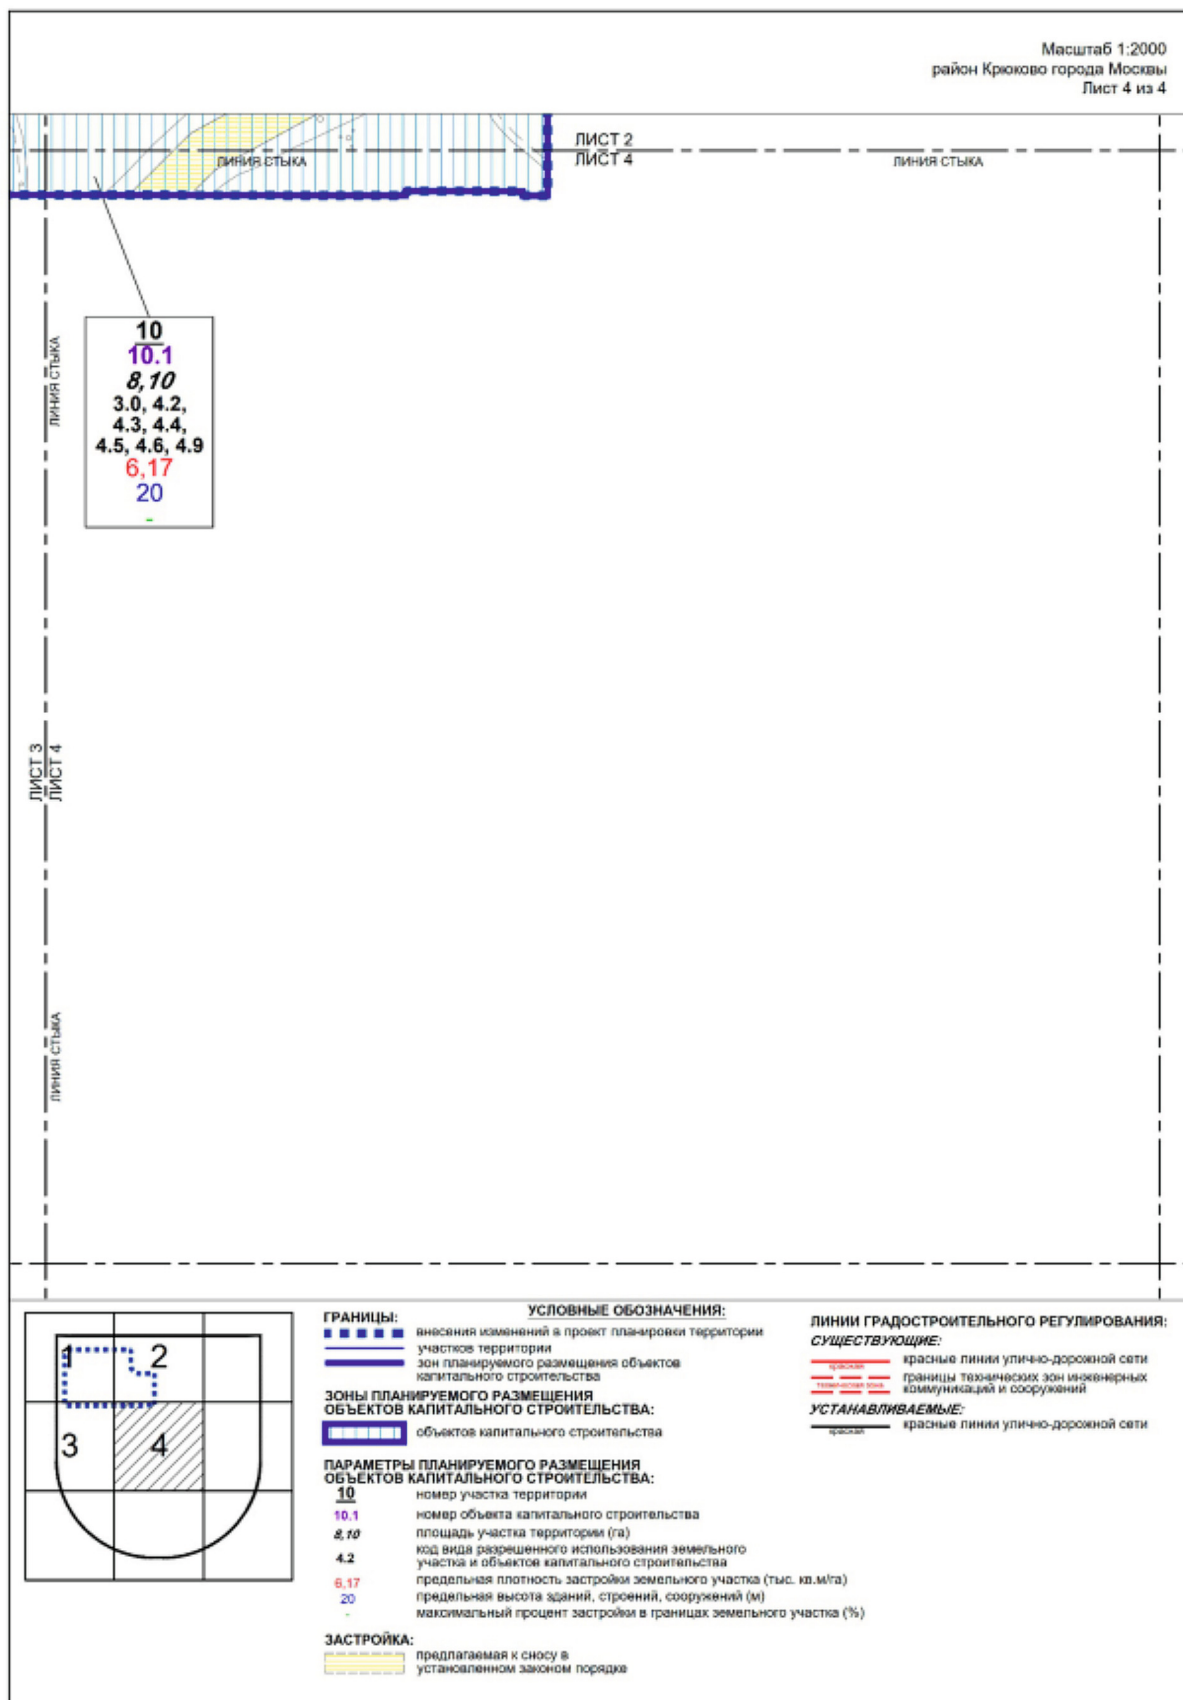 Масштаб 1:2000
район Крюково города Москвы
Лист 4 из 4
ЛИСТ 2
ЛИСТ 4
ЛИНИЯ СТЫКА
ЛИНИЯ СТЫКА
10
10.1
8,10
3.0, 4.2,
4.3, 4.4,
4.5, 4.6, 4.9
6,17
20
-
ЛИНИЯ СТЫКА
ЛИСТ 3
ЛИСТ 4
ЛИНИЯ СТЫКА
1
2
3
4
УСЛОВНЫЕ ОБОЗНАЧЕНИЯ:
ГРАНИЦЫ:
внесения изменений в проект планировки территории
участков территории
зон планируемого размещения объектов
капитального строительства
ЗОНЫ ПЛАНИРУЕМОГО РАЗМЕЩЕНИЯ
ОБЪЕКТОВ КАПИТАЛЬНОГО СТРОИТЕЛЬСТВА:
объектов капитального строительства
ПАРАМЕТРЫ ПЛАНИРУЕМОГО РАЗМЕЩЕНИЯ
ОБЪЕКТОВ КАПИТАЛЬНОГО СТРОИТЕЛЬСТВА:
10 номер участка территории
10.1 номер объекта капитального строительства
8,10 площадь участка территории (га)
4.2 код вида разрешенного использования земельного
участка и объектов капитального строительства
6,17 предельная плотность застройки земельного участка (тыс. кв.м/га)
20 предельная высота зданий, строений, сооружений (м)
- максимальный процент застройки в границах земельного участка (%)
ЗАСТРОЙКА:
предлагаемая к сносу в
установленном законом порядке
ЛИНИИ ГРАДОСТРОИТЕЛЬНОГО РЕГУЛИРОВАНИЯ:
СУЩЕСТВУЮЩИЕ:
красная
красные линии улично-дорожной сети
техническая зона
границы технических зон инженерных
коммуникаций и сооружений
УСТАНАВЛИВАЕМЫЕ:
красная
красные линии улично-дорожной сети